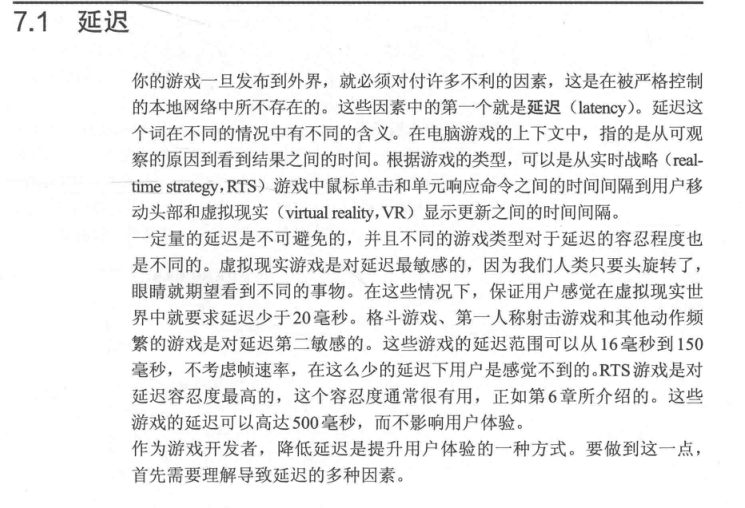 7.1 延迟
你的游戏一旦发布到外界，就必须对付许多不利的因素，这是在被严格控制
的本地网络中所不存在的。这些因素中的第一个就是延迟（latency）。延迟这
个词在不同的情况中有不同的含义。在电脑游戏的上下文中，指的是从可观
察的原因到看到结果之间的时间。根据游戏的类型，可以是从实时战略（real-
time strategy，RTS）游戏中鼠标单击和单元响应命令之间的时间间隔到用户移
动头部和虚拟现实（virtual reality，VR）显示更新之间的时间间隔。
一定量的延迟是不可避免的，并且不同的游戏类型对于延迟的容忍程度也
是不同的。虚拟现实游戏是对延迟最敏感的，因为我们人类只要头旋转了，
眼睛就期望看到不同的事物。在这些情况下，保证用户感觉在虚拟现实世
界中就要求延迟少于20毫秒。格斗游戏、第一人称射击游戏和其他动作频
繁的游戏是对延迟第二敏感的。这些游戏的延迟范围可以从16毫秒到150
毫秒，不考虑帧速率，在这么少的延迟下用户是感觉不到的。RTS游戏是对
延迟容忍度最高的，这个容忍度通常很有用，正如第6章所介绍的。这些
游戏的延迟可以高达500毫秒，而不影响用户体验。
作为游戏开发者，降低延迟是提升用户体验的一种方式。要做到这一点，
首先需要理解导致延迟的多种因素。